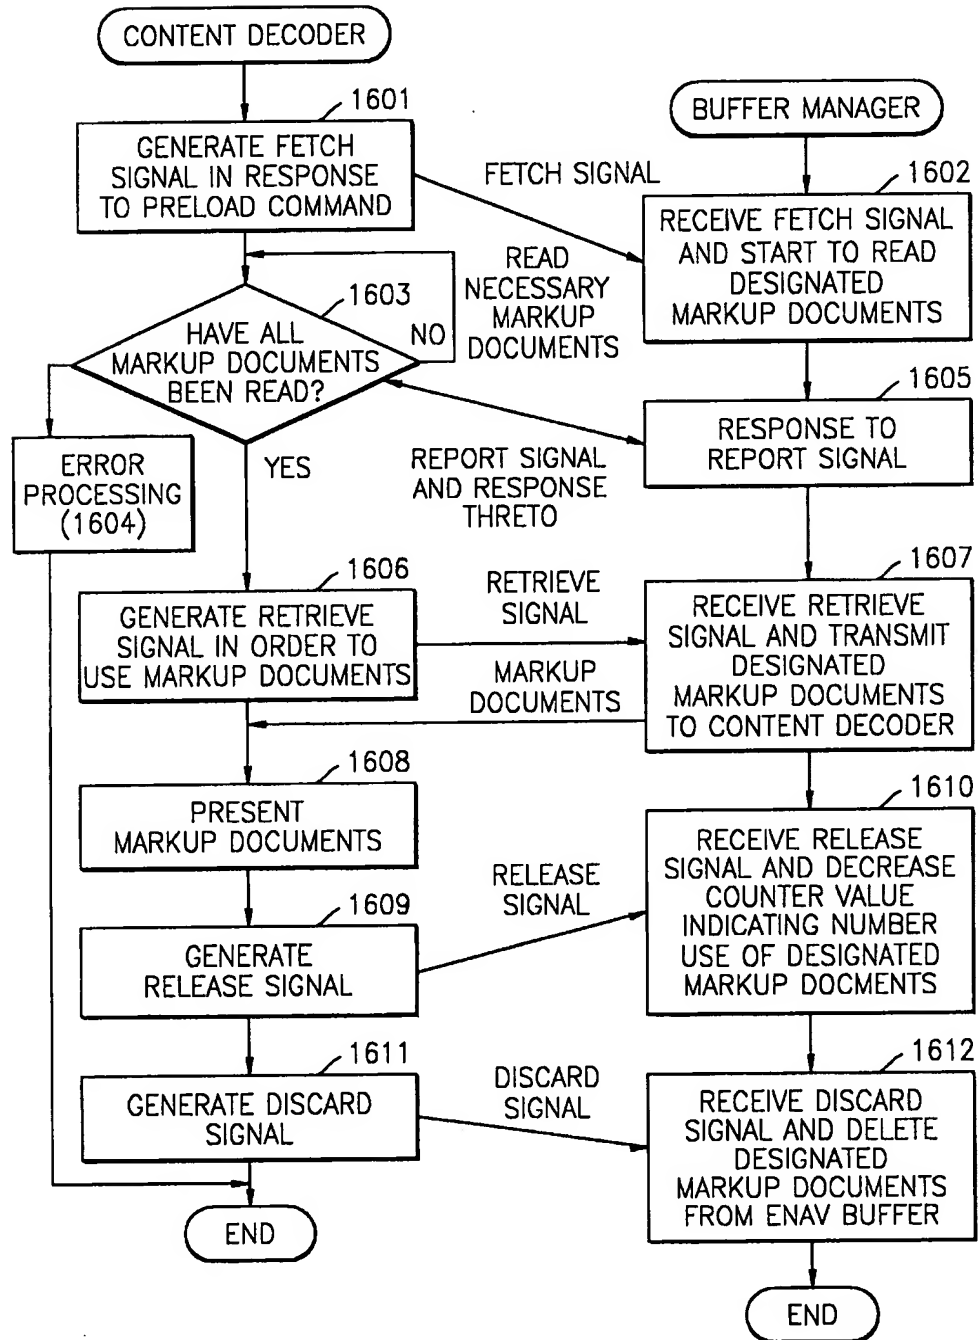 CONTENT DECODER
1601
GENERATE FETCH
SIGNAL IN RESPONSE
TO PRELOAD COMMAND
BUFFER MANAGER
FETCH SIGNAL
1602
RECEIVE FETCH SIGNAL
AND START TO READ
DESIGNATED
MARKUP DOCUMENTS
READ
NECESSARY
MARKUP
DOCUMENTS
1603
HAVE ALL
MARKUP DOCUMENTS
BEEN READ?
NO
YES
ERROR
PROCESSING
(1604)
1605
RESPONSE TO
REPORT SIGNAL
REPORT SIGNAL
AND RESPONSE
THRETO
1606
GENERATE RETRIEVE
SIGNAL IN ORDER TO
USE MARKUP DOCUMENTS
RETRIEVE
SIGNAL
1607
RECEIVE RETRIEVE
SIGNAL AND TRANSMIT
DESIGNATED
MARKUP DOCUMENTS
TO CONTENT DECODER
MARKUP
DOCUMENTS
1608
PRESENT
MARKUP DOCUMENTS
1609
GENERATE
RELEASE SIGNAL
RELEASE
SIGNAL
1610
RECEIVE RELEASE
SIGNAL AND DECREASE
COUNTER VALUE
INDICATING NUMBER
USE OF DESIGNATED
MARKUP DOCMENTS
1611
GENERATE DISCARD
SIGNAL
DISCARD
SIGNAL
1612
RECEIVE DISCARD
SIGNAL AND DELETE
DESIGNATED
MARKUP DOCUMENTS
FROM ENAV BUFFER
END
END